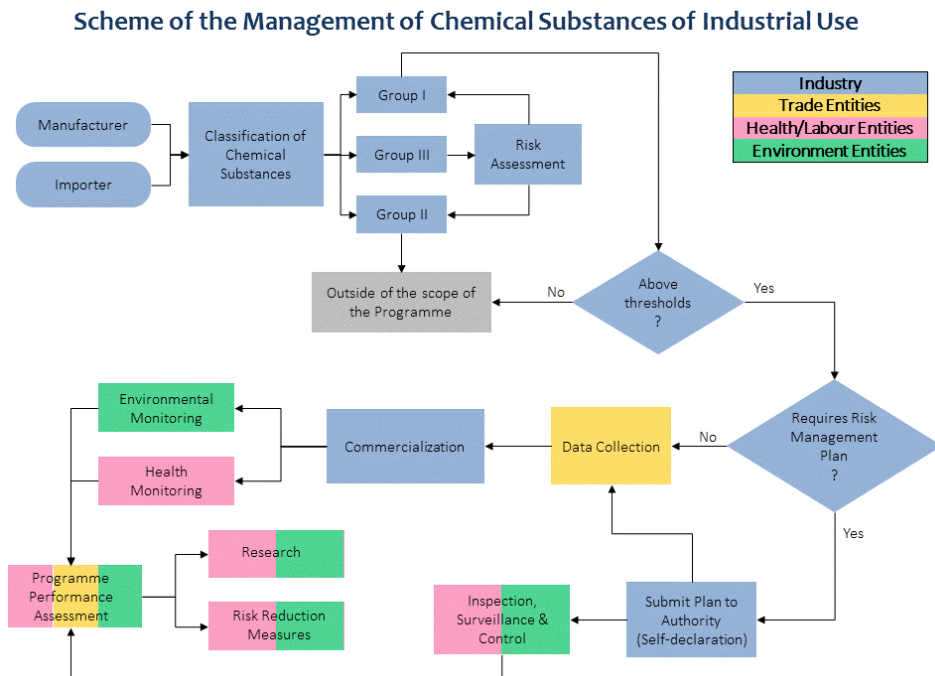 Scheme of the Management of Chemical Substances of Industrial Use
Industry
Trade Entities
Health/Labour Entities
Environment Entities
Manufacturer
Importer
Classification of
Chemical
Substances
Group I
Group III
Group II
Risk
Assessment
Outside of the scope of
the Programme
No
Above
thresholds
?
Yes
Requires Risk
Management
Plan
?
No
Yes
Data Collection
Commercialization
Environmental
Monitoring
Health
Monitoring
Submit Plan to
Authority
(Self-declaration)
Inspection,
Surveillance &
Control
Programme
Performance
Assessment
Research
Risk Reduction
Measures